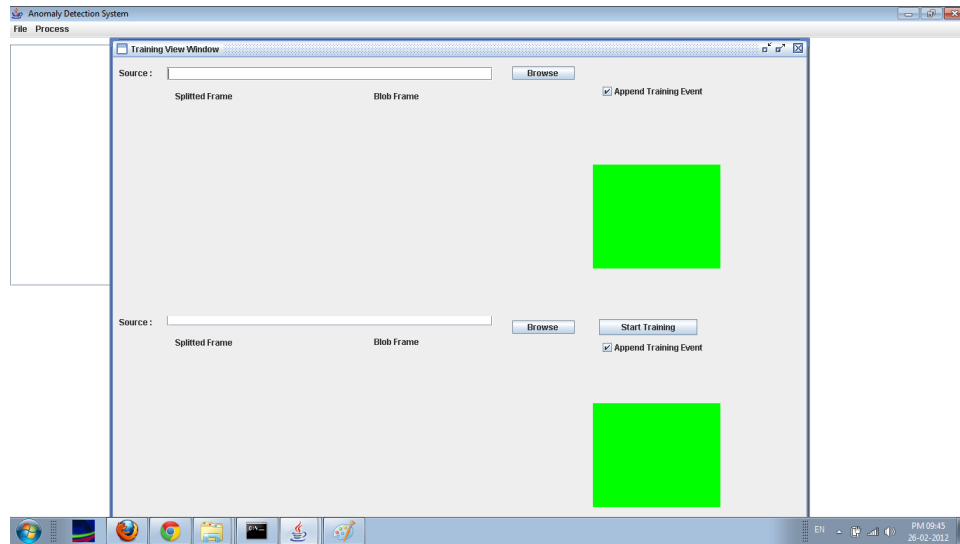 Anomaly Detection System
File Process
Training View Window
Source : Browse
Append Training Event
Splitted Frame Blob Frame
Source : Browse Start Training
Splitted Frame Blob Frame
Append Training Event
EN PM 09:45
26-02-2012